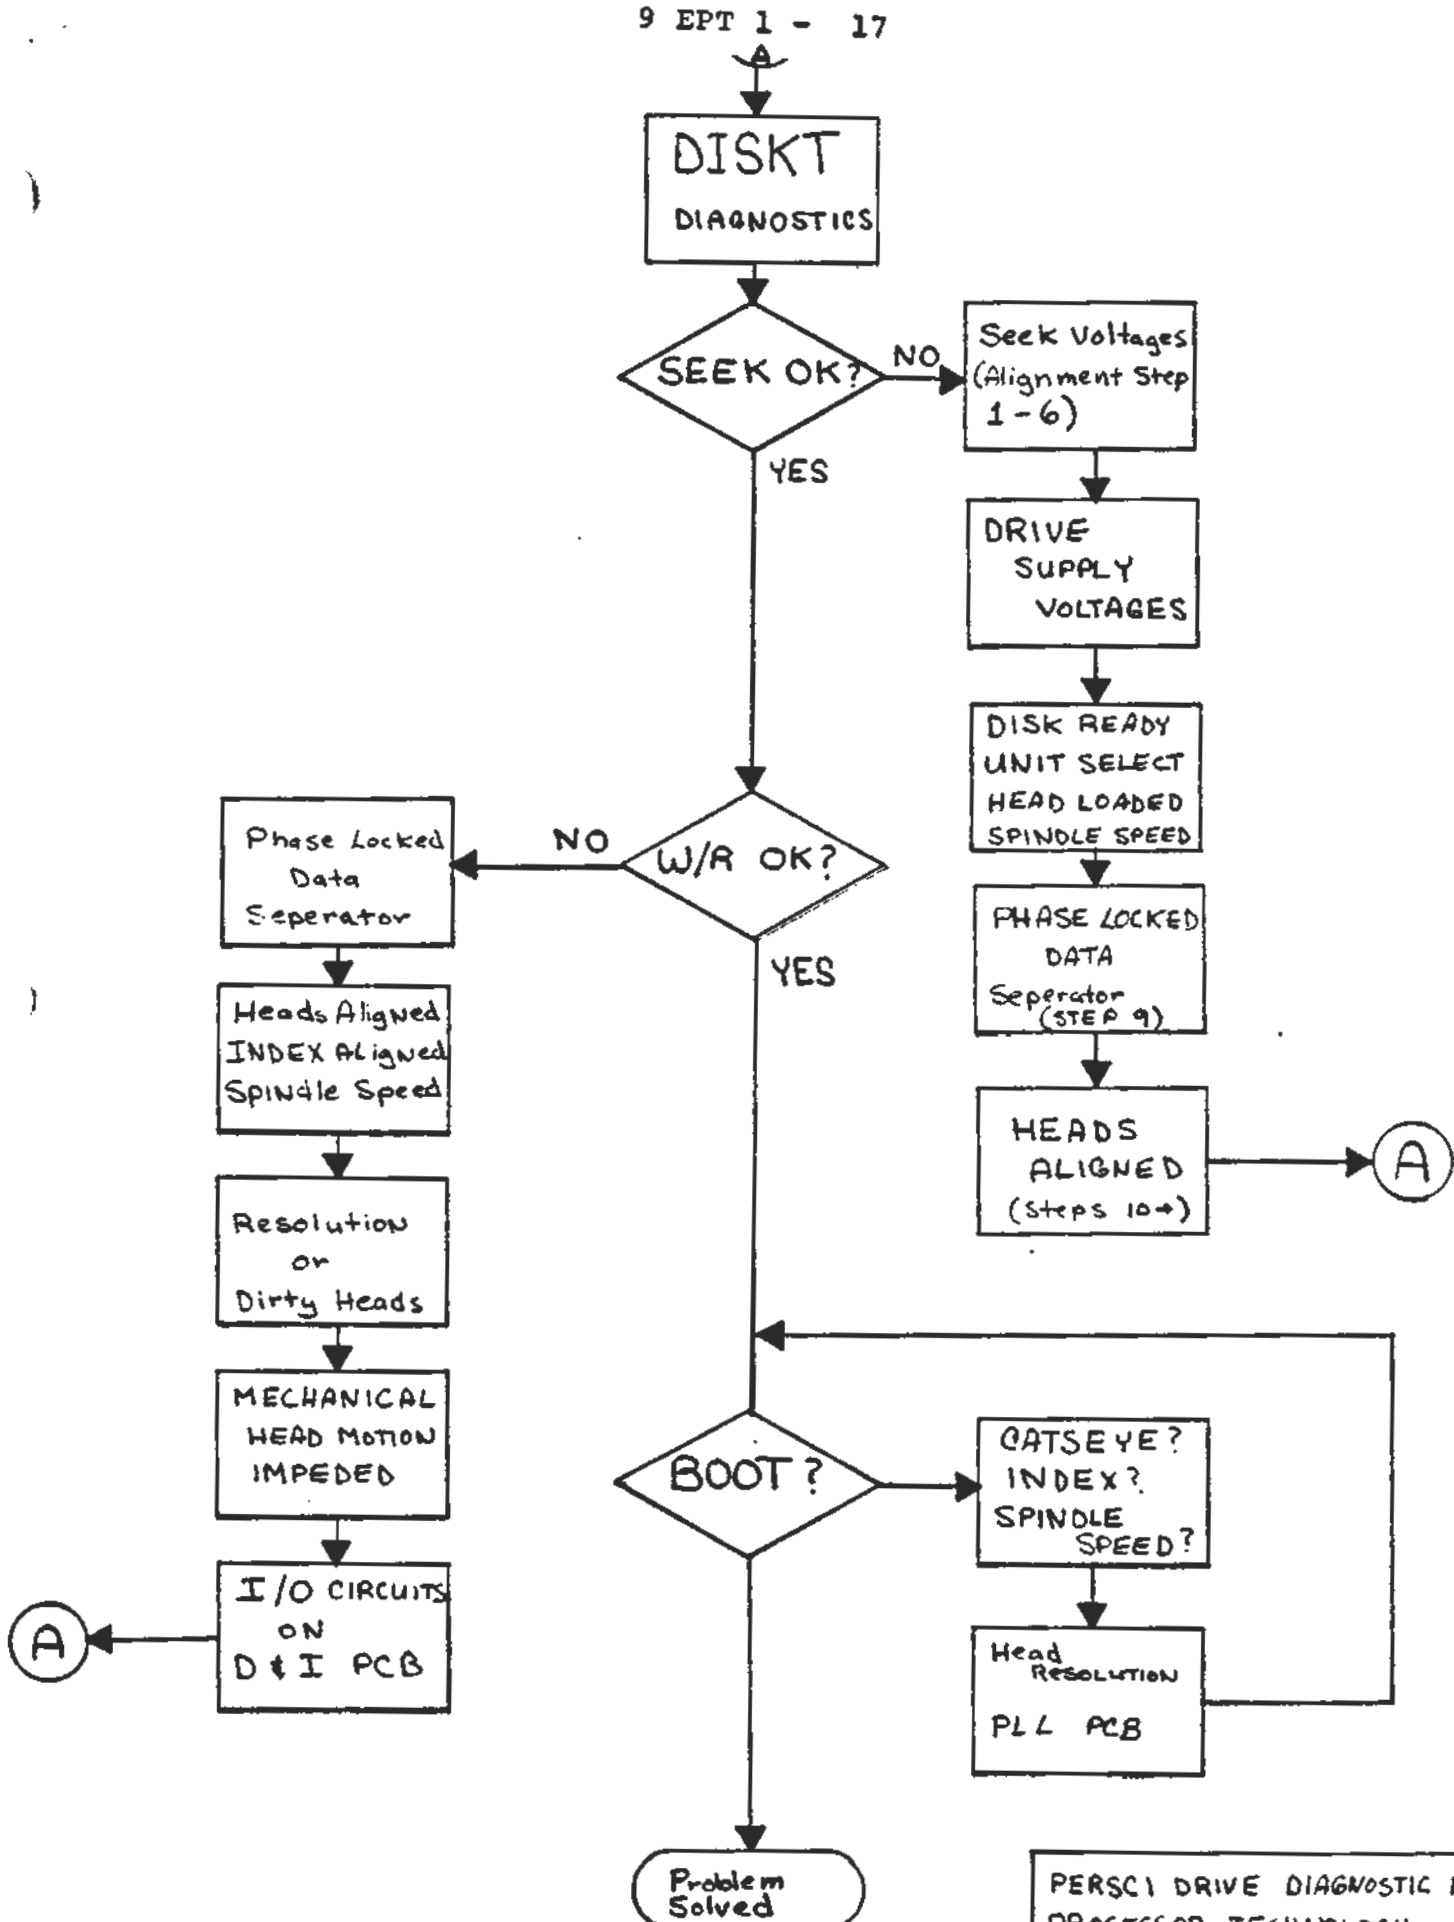 9 EPT 1 - 17
A
DISKT
DIAGNOSTICS
SEEK OK?
NO
YES
Seek Voltages
(Alignment Step
1-6)
DRIVE
SUPPLY
VOLTAGES
DISK READY
UNIT SELECT
HEAD LOADED
SPINDLE SPEED
PHASE LOCKED
DATA
Seperator
(STEP 9)
HEADS
ALIGNED
(Steps 10→)
A
W/R OK?
NO
YES
Phase Locked
Data
Seperator
Heads Aligned
INDEX ALigned
Spindle Speed
Resolution
or
Dirty Heads
MECHANICAL
HEAD MOTION
IMPEDED
I/O CIRCUITS
ON
D & I PCB
A
BOOT?
CATSEYE?
INDEX?
SPINDLE
SPEED?
Head
RESOLUTION
PLL PCB
Problem
Solved
PERSCI DRIVE DIAGNOSTIC
PROCESSOR TECHNOLOGY